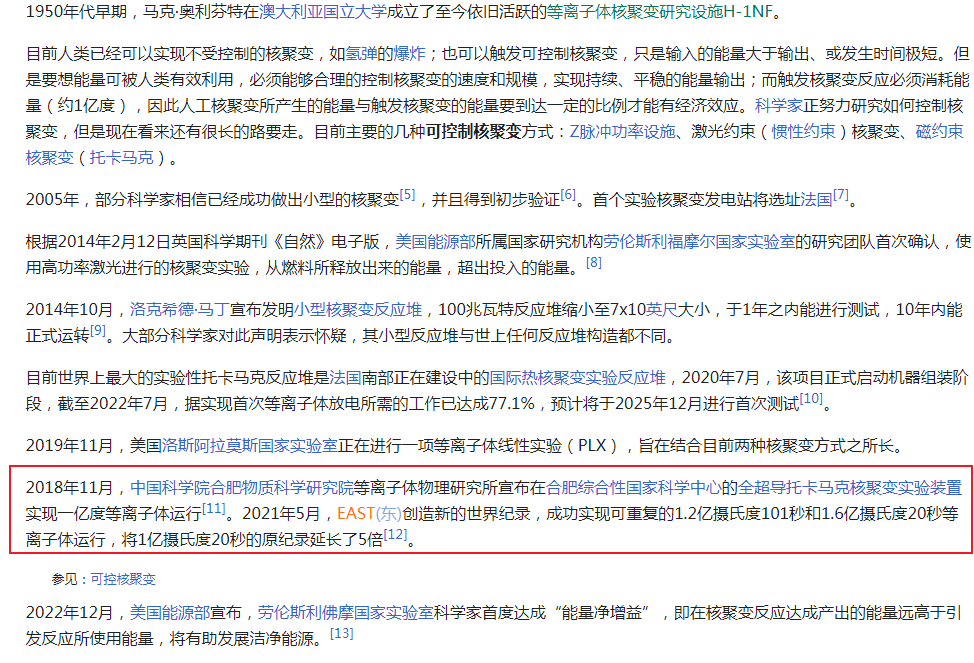 1950年代早期，马克·奥利芬特在澳大利亚国立大学成立了至今依旧活跃的等离子体核聚变研究设施H-1NF。
目前人类已经可以实现不受控制的核聚变，如氢弹的爆炸；也可以触发可控制核聚变，只是输入的能量大于输出、或发生时间极短。但
是要想能量可被人类有效利用，必须能够合理的控制核聚变的速度和规模，实现持续、平稳的能量输出；而触发核聚变反应必须消耗能
量（约1亿度），因此人工核聚变所产生的能量与触发核聚变的能量要到达一定的比例才能有经济效应。科学家正努力研究如何控制核
聚变，但是现在看来还有很长的路要走。目前主要的几种可控制核聚变方式：Z脉冲功率设施、激光约束（惯性约束）核聚变、磁约束
核聚变（托卡马克）。
2005年，部分科学家相信已经成功做出小型的核聚变[5]，并且得到初步验证[6]。首个实验核聚变发电站将选址法国[7]。
根据2014年2月12日英国科学期刊《自然》电子版，美国能源部所属国家研究机构劳伦斯利福摩尔国家实验室的研究团队首次确认，使
用高功率激光进行的核聚变实验，从燃料所释放出来的能量，超出投入的能量。[8]
2014年10月，洛克希德·马丁宣布发明小型核聚变反应堆，100兆瓦特反应堆缩小至7x10英尺大小，于1年之内能进行测试，10年内能
正式运转[9]。大部分科学家对此声明表示怀疑，其小型反应堆与世上任何反应堆构造都不同。
目前世界上最大的实验性托卡马克反应堆是法国南部正在建设中的国际热核聚变实验反应堆，2020年7月，该项目正式启动机器组装阶
段，截至2022年7月，据实现首次等离子体放电所需的工作已达成77.1%，预计将于2025年12月进行首次测试[10]。
2019年11月，美国洛斯阿拉莫斯国家实验室正在进行一项等离子体线性实验（PLX），旨在结合目前两种核聚变方式之所长。
2018年11月，中国科学院合肥物质科学研究院等离子体物理研究所宣布在合肥综合性国家科学中心的全超导托卡马克核聚变实验装置
实现一亿度等离子体运行[11]。2021年5月，EAST(东)创造新的世界纪录，成功实现可重复的1.2亿摄氏度101秒和1.6亿摄氏度20秒等
离子体运行，将1亿摄氏度20秒的原纪录延长了5倍[12]。
参见：可控核聚变
2022年12月，美国能源部宣布，劳伦斯利佛摩国家实验室科学家首度达成“能量净增益”，即在核聚变反应达成产出的能量远高于引
发反应所使用能量，将有助发展洁净能源。[13]